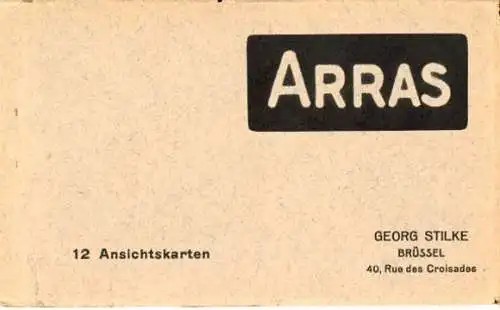 ARRAS
12 Ansichtskarten
GEORG STILKE
BRÜSSEL
40, Rue des Croisades